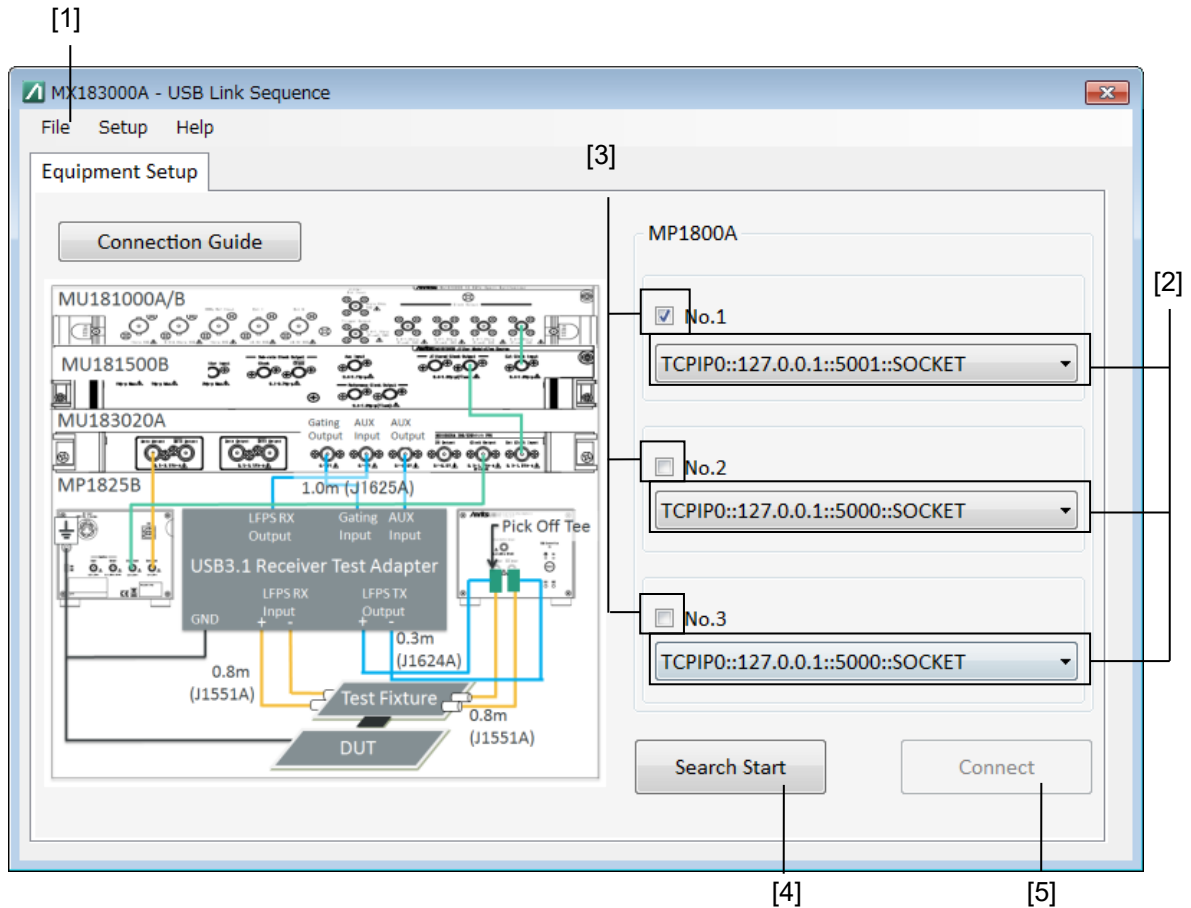 [1]
MX183000A - USB Link Sequence
File Setup Help
[3]
Equipment Setup
Connection Guide
MP1800A
[2]
No.1
TCPIP0::127.0.0.1::5001::SOCKET
No.2
TCPIP0::127.0.0.1::5000::SOCKET
No.3
TCPIP0::127.0.0.1::5000::SOCKET
MU181000A/B
MU181500B
MU183020A
Gating Output
AUX Input
AUX Output
MP1825B
1.0m (J1625A)
LFPS RX Output
Gating Input
AUX Input
Pick Off Tee
USB3.1 Receiver Test Adapter
LFPS RX Input
LFPS TX Output
GND
+ -
+ -
0.3m
(J1624A)
0.8m
(J1551A)
Test Fixture
0.8m
(J1551A)
DUT
Search Start
Connect
[4]
[5]